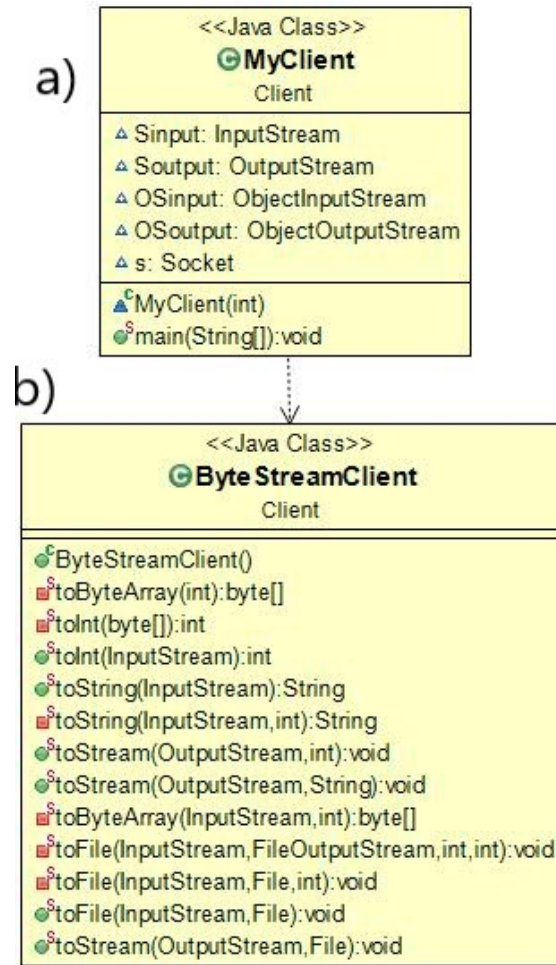 a)
<<Java Class>>
C MyClient
Client
Sinput: InputStream
Soutput: OutputStream
OSinput: ObjectInputStream
OSoutput: ObjectOutputStream
s: Socket
C MyClient(int)
S main(String[]):void
b)
<<Java Class>>
C ByteStreamClient
Client
C ByteStreamClient()
S toByteArray(int):byte[]
S toInt(byte[]):int
S toInt(InputStream):int
S toString(InputStream):String
S toString(InputStream,int):String
S toStream(OutputStream,int):void
S toStream(OutputStream,String):void
S toByteArray(InputStream,int):byte[]
S toFile(InputStream,FileOutputStream,int,int):void
S toFile(InputStream,File,int):void
S toFile(InputStream,File):void
S toStream(OutputStream,File):void